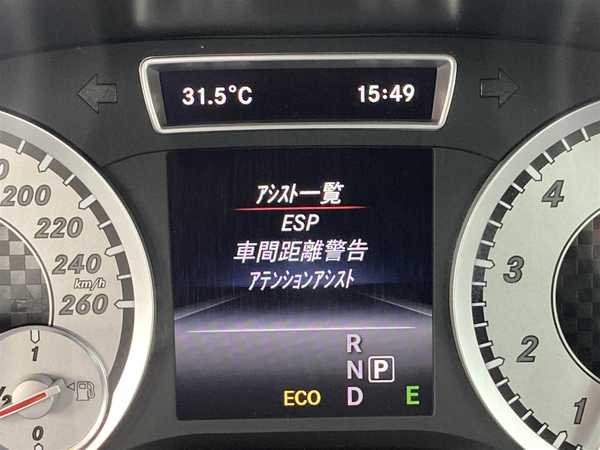 31.5°C 15:49
アシスト一覧
ESP
車間距離警告
アテンションアシスト
R
N P
ECO D E
200
220
240
km/h
260
1
1/2
0
4
3
2
1